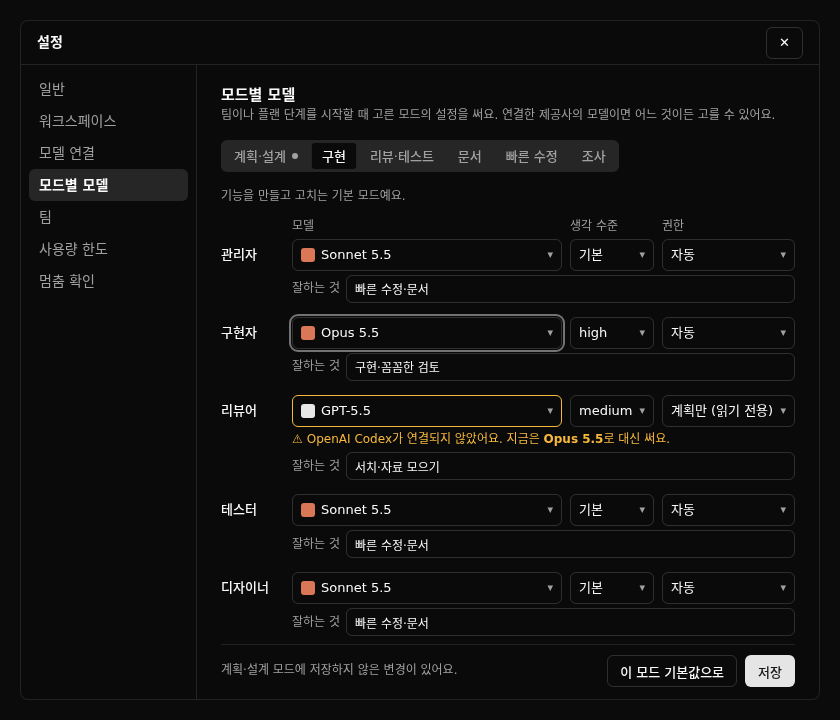 설정
✕
일반
워크스페이스
모델 연결
모드별 모델
팀
사용량 한도
멈춤 확인
모드별 모델
팀이나 플랜 단계를 시작할 때 고른 모드의 설정을 써요. 연결한 제공사의 모델이면 어느 것이든 고를 수 있어요.
계획·설계 구현 리뷰·테스트 문서 빠른 수정 조사
기능을 만들고 고치는 기본 모드예요.
모델 생각 수준 권한
관리자 Sonnet 5.5 기본 자동
잘하는 것 빠른 수정·문서
구현자 Opus 5.5 high 자동
잘하는 것 구현·꼼꼼한 검토
리뷰어 GPT-5.5 medium 계획만 (읽기 전용)
⚠ OpenAI Codex가 연결되지 않았어요. 지금은 Opus 5.5로 대신 써요.
잘하는 것 서치·자료 모으기
테스터 Sonnet 5.5 기본 자동
잘하는 것 빠른 수정·문서
디자이너 Sonnet 5.5 기본 자동
잘하는 것 빠른 수정·문서
계획·설계 모드에 저장하지 않은 변경이 있어요. 이 모드 기본값으로 저장